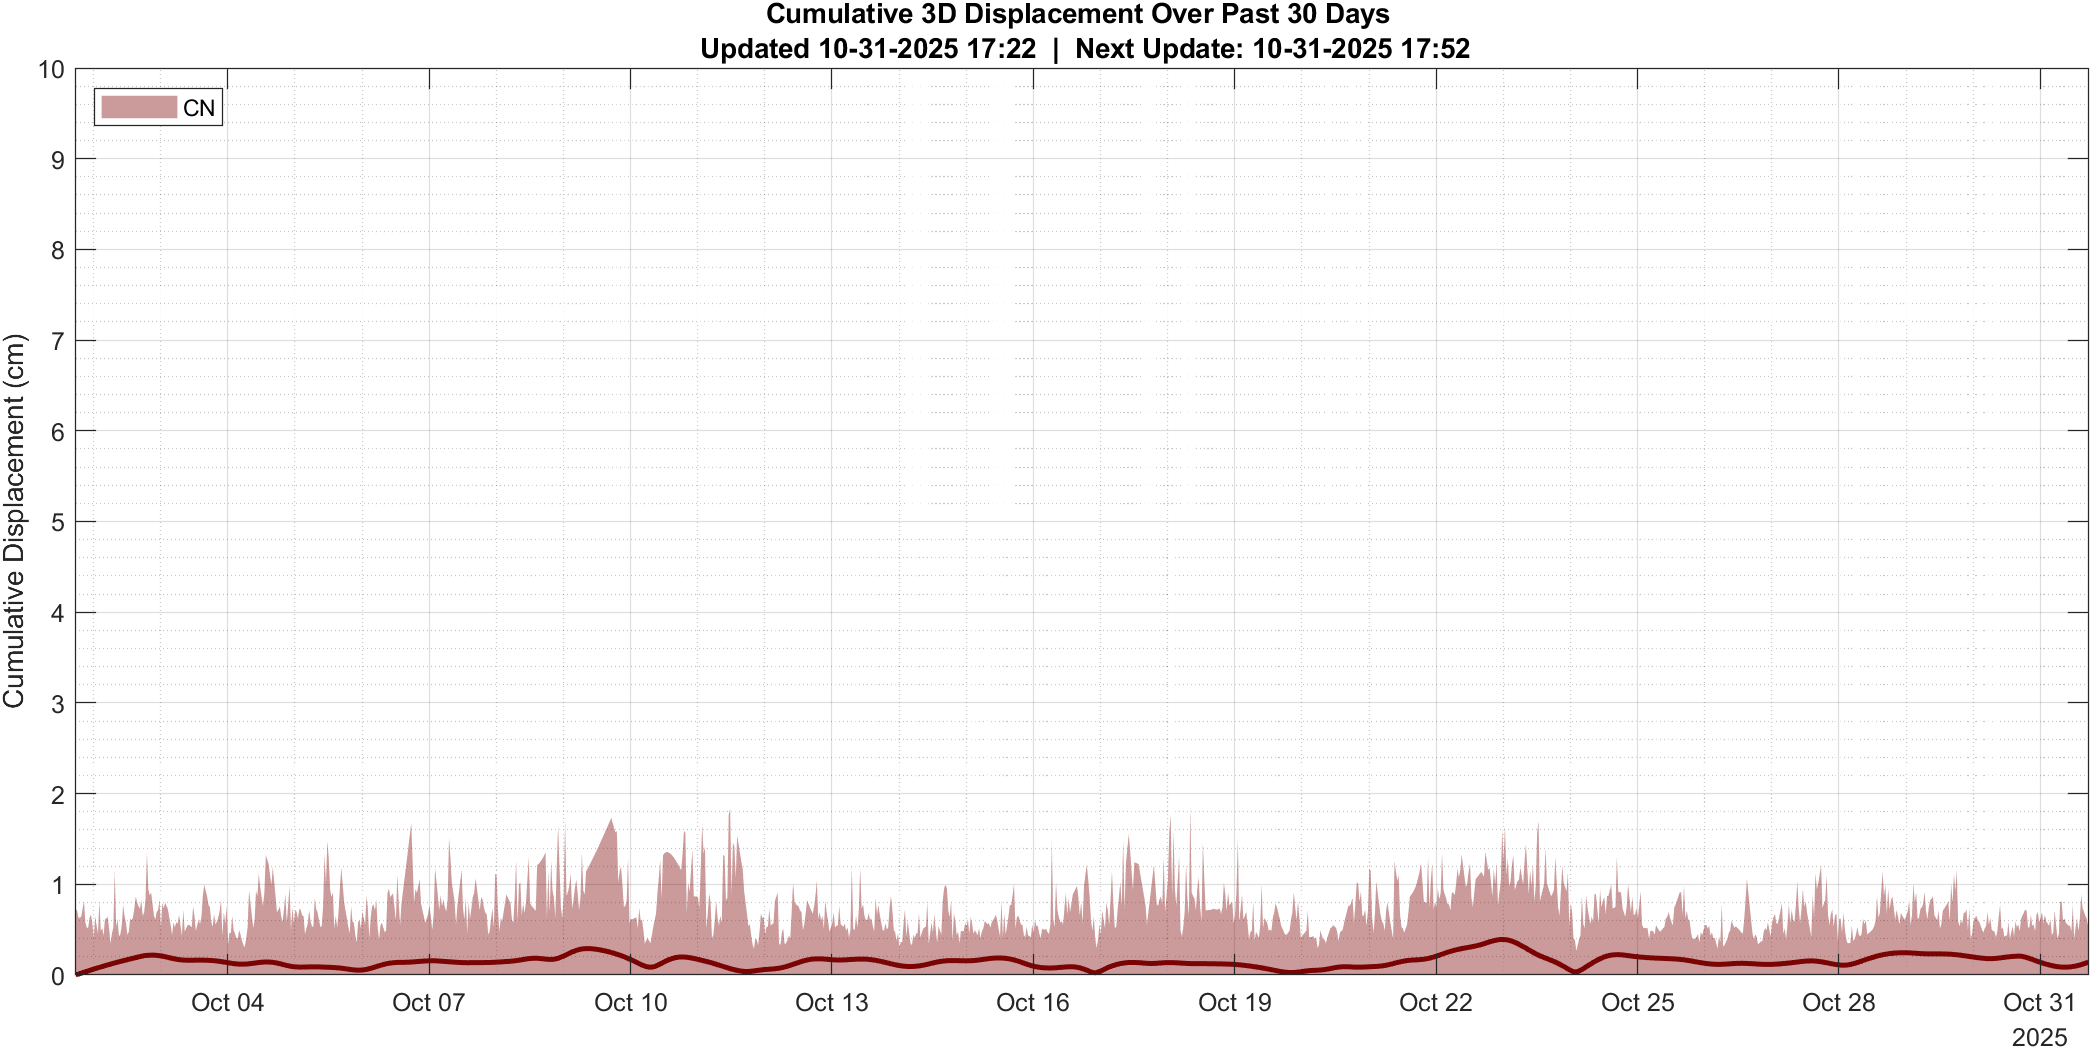 Cumulative 3D Displacement Over Past 30 Days
Updated 10-31-2025 17:22 | Next Update: 10-31-2025 17:52
CN
Cumulative Displacement (cm)
10
9
8
7
6
5
4
3
2
1
0
Oct 04 Oct 07 Oct 10 Oct 13 Oct 16 Oct 19 Oct 22 Oct 25 Oct 28 Oct 31
2025